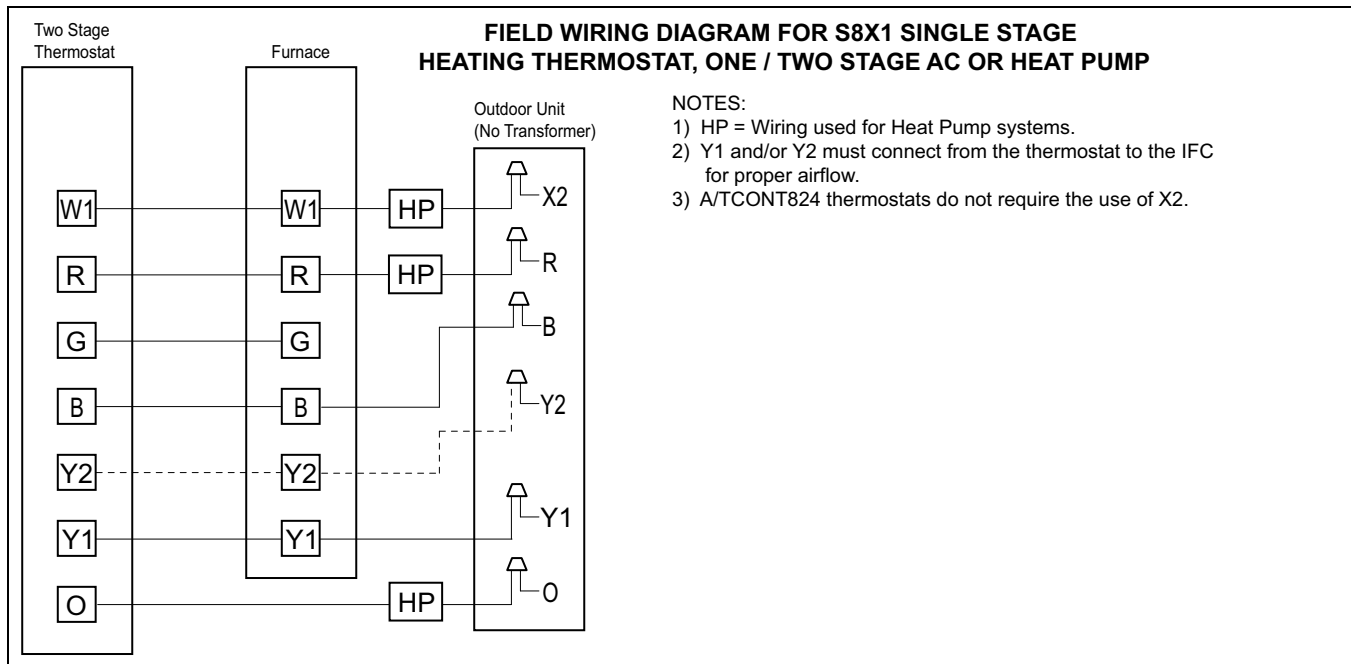 Two Stage
Thermostat
Furnace
FIELD WIRING DIAGRAM FOR S8X1 SINGLE STAGE
HEATING THERMOSTAT, ONE / TWO STAGE AC OR HEAT PUMP
Outdoor Unit
(No Transformer)
NOTES:
1) HP = Wiring used for Heat Pump systems.
2) Y1 and/or Y2 must connect from the thermostat to the IFC
for proper airflow.
3) A/TCONT824 thermostats do not require the use of X2.
W1 W1 HP X2
R R HP R
G G
B B B
Y2 Y2 Y2
Y1 Y1 Y1
O HP O